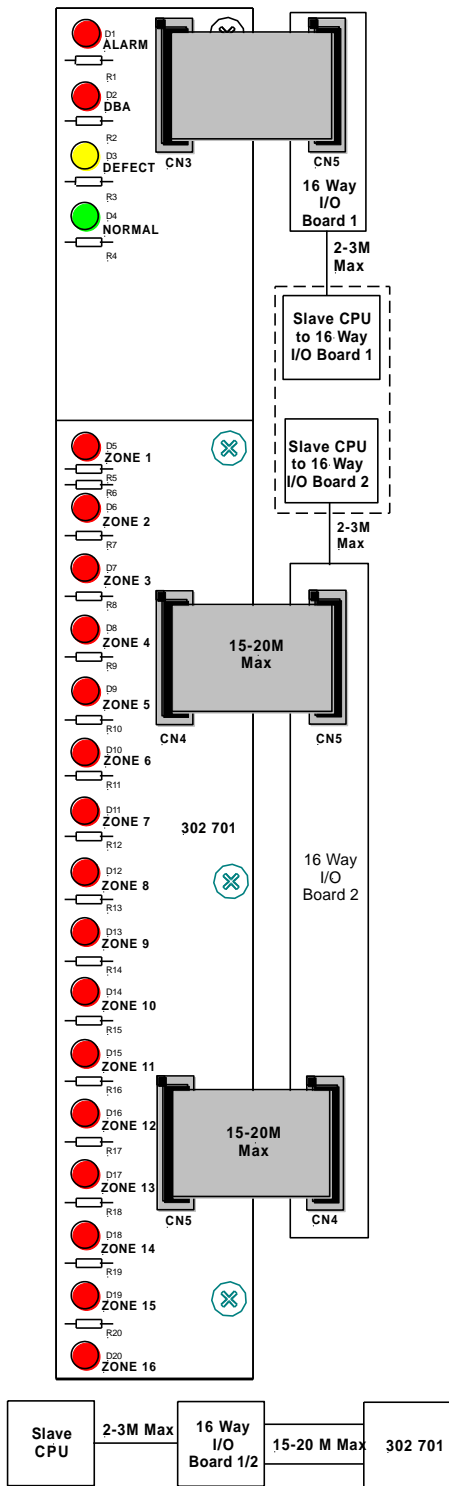 D1
ALARM
R1
D2
DBA
R2
D3
DEFECT
R3
D4
NORMAL
R4
CN3
CN5
16 Way
I/O
Board 1
2-3M
Max
Slave CPU
to 16 Way
I/O Board 1
Slave CPU
to 16 Way
I/O Board 2
2-3M
Max
D5
ZONE 1
R5
R6
D6
ZONE 2
R7
D7
ZONE 3
R8
D8
ZONE 4
R9
D9
ZONE 5
R10
15-20M
Max
CN4
CN5
D10
ZONE 6
R11
D11
ZONE 7
R12
302 701
D12
ZONE 8
R13
16 Way
I/O
Board 2
D13
ZONE 9
R14
D14
ZONE 10
R15
D15
ZONE 11
R16
D16
ZONE 12
R17
D17
ZONE 13
R18
15-20M
Max
CN5
CN4
D18
ZONE 14
R19
D19
ZONE 15
R20
D20
ZONE 16
Slave
CPU
2-3M Max
16 Way
I/O
Board 1/2
15-20 M Max
302 701